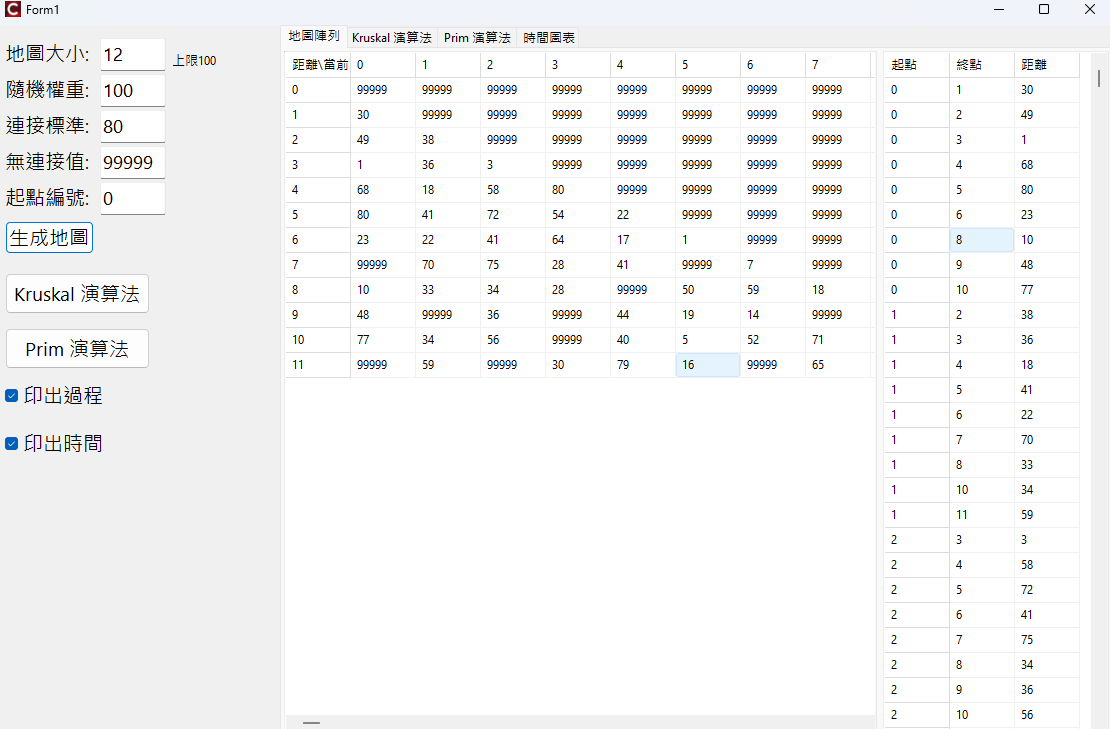 Form1
地圖大小: 12 上限100
隨機權重: 100
連接標準: 80
無連接值: 99999
起點編號: 0
生成地圖
Kruskal 演算法
Prim 演算法
印出過程
印出時間
地圖陣列 Kruskal 演算法 Prim 演算法 時間圖表
距離\當前 0 1 2 3 4 5 6 7
0 99999 99999 99999 99999 99999 99999 99999 99999
1 30 99999 99999 99999 99999 99999 99999 99999
2 49 38 99999 99999 99999 99999 99999 99999
3 1 36 3 99999 99999 99999 99999 99999
4 68 18 58 80 99999 99999 99999 99999
5 80 41 72 54 22 99999 99999 99999
6 23 22 41 64 17 1 99999 99999
7 99999 70 75 28 41 99999 7 99999
8 10 33 34 28 99999 50 59 18
9 48 99999 36 99999 44 19 14 99999
10 77 34 56 99999 40 5 52 71
11 99999 59 99999 30 79 16 99999 65
起點 終點 距離
0 1 30
0 2 49
0 3 1
0 4 68
0 5 80
0 6 23
0 8 10
0 9 48
0 10 77
1 2 38
1 3 36
1 4 18
1 5 41
1 6 22
1 7 70
1 8 33
1 10 34
1 11 59
2 3 3
2 4 58
2 5 72
2 6 41
2 7 75
2 8 34
2 9 36
2 10 56